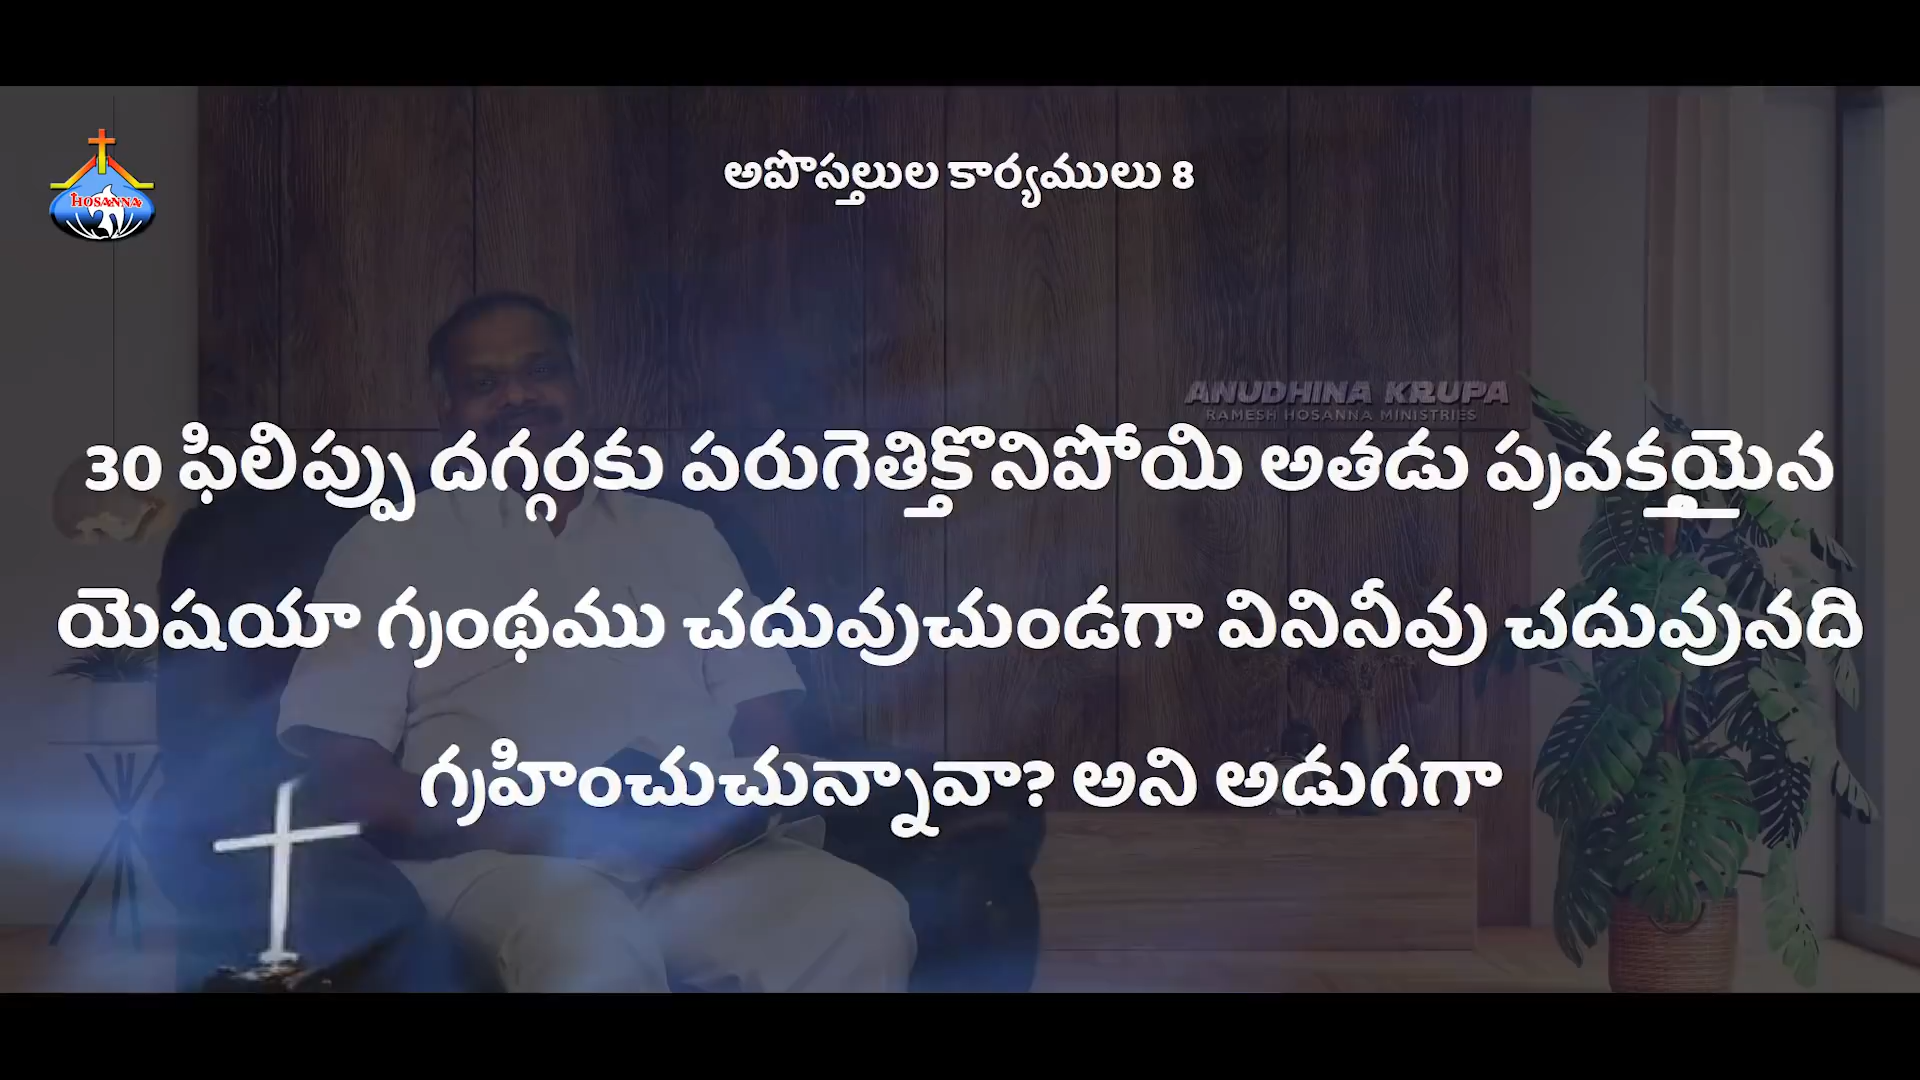 HOSANNA
అపొస్తలుల కార్యములు 8
ANUDHINA KRUPA
RAMESH HOSANNA MINISTRIES
30 ఫిలిప్పు దగ్గరకు పరుగెత్తికొనిపోయి అతడు ప్రవక్తయైన
యెషయా గ్రంథము చదువుచుండగా వినినీవు చదువునది
గ్రహించుచున్నావా? అని అడుగగా